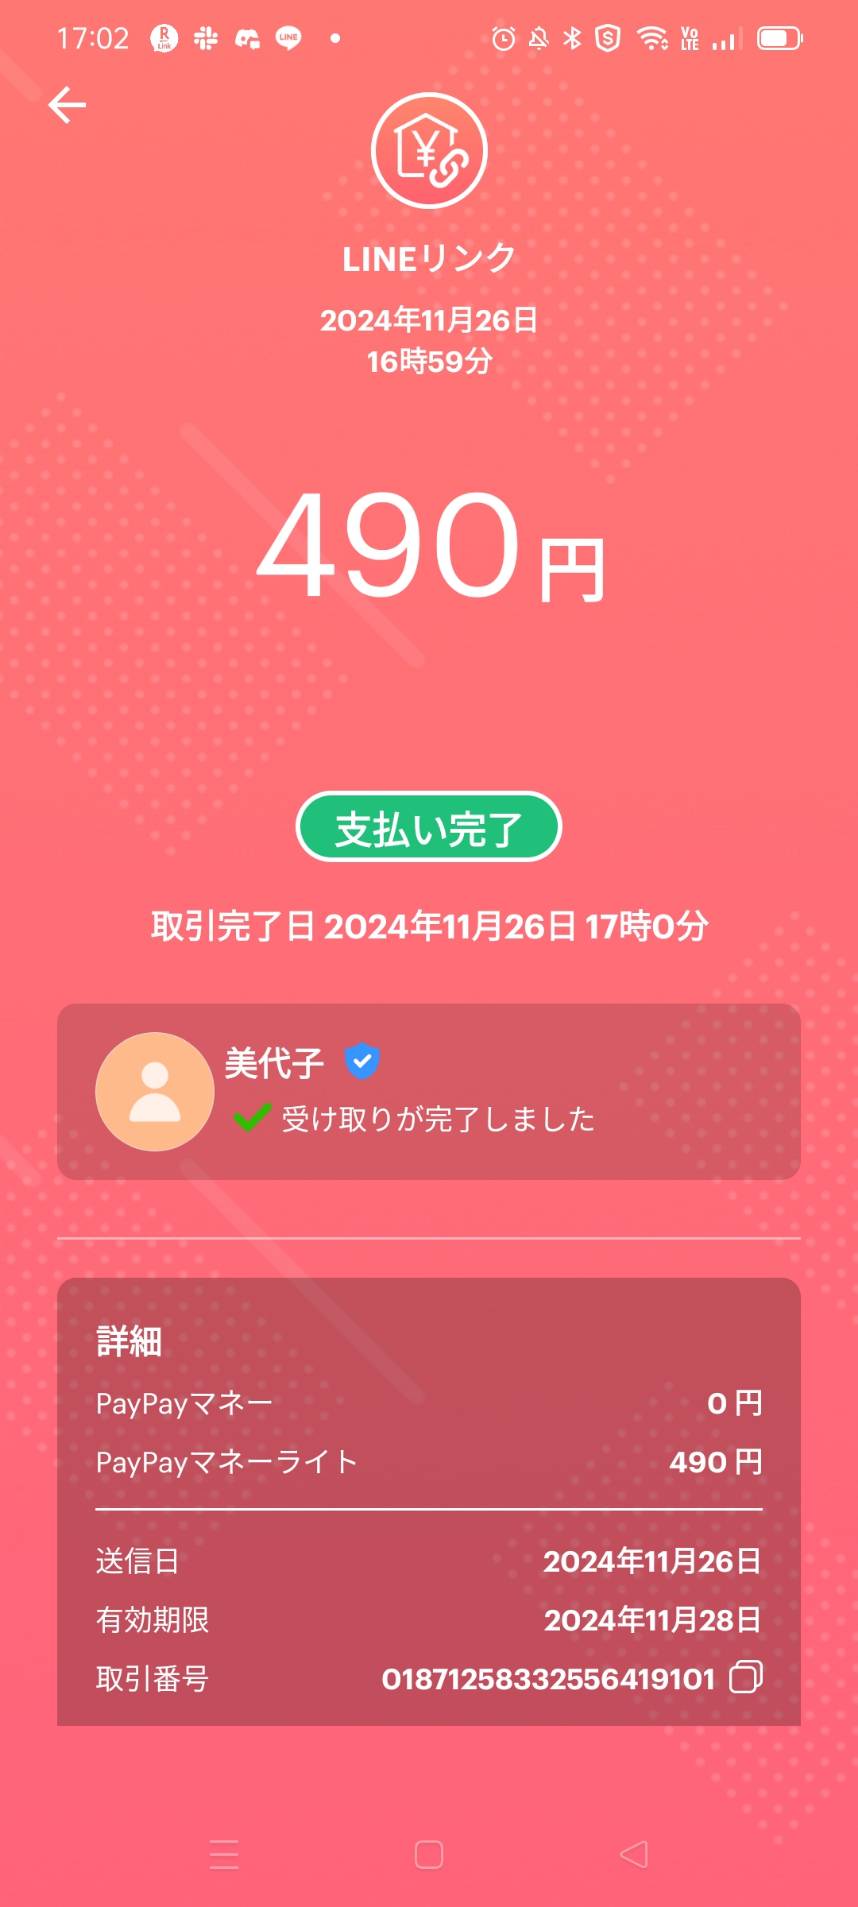 17:02 R Link LINE S Vo LTE
¥
LINEリンク
2024年11月26日
16時59分
490 円
支払い完了
取引完了日 2024年11月26日 17時0分
美代子
受け取りが完了しました
詳細
PayPayマネー 0 円
PayPayマネーライト 490 円
送信日 2024年11月26日
有効期限 2024年11月28日
取引番号 01871258332556419101